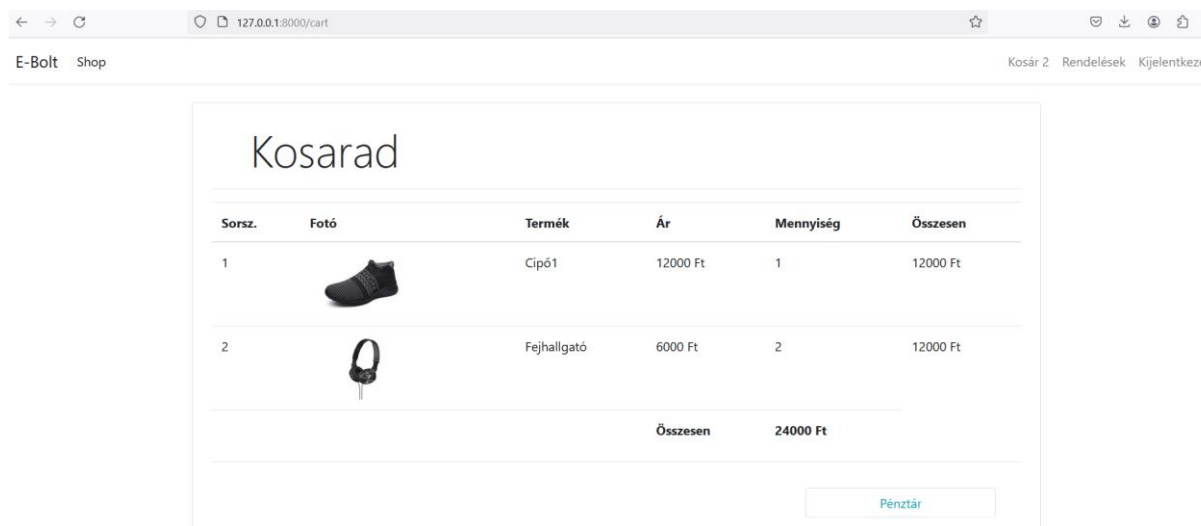 127.0.0.1:8000/cart
E-Bolt Shop Kosár 2 Rendelések Kijelentkez
Kosarad
Sorsz. Fotó Termék Ár Mennyiség Összesen
1 Cipő1 12000 Ft 1 12000 Ft
2 Fejhallgató 6000 Ft 2 12000 Ft
Összesen 24000 Ft
Pénztár